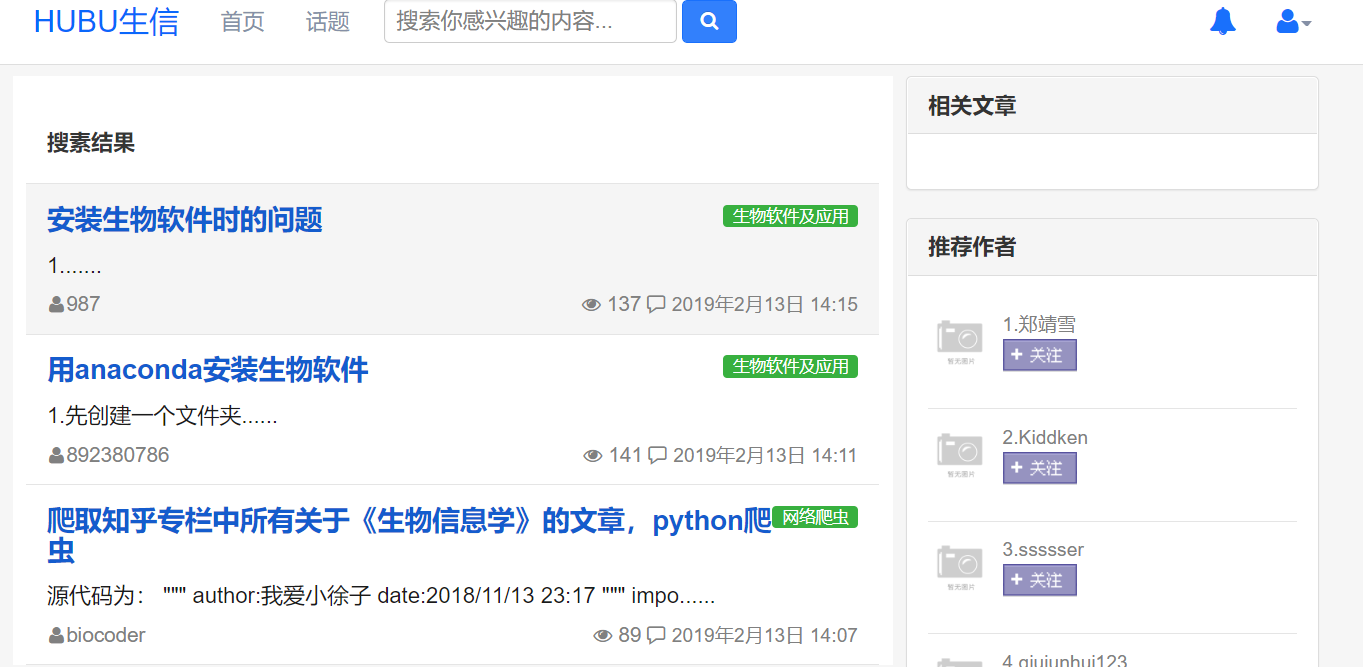 HUBU生信 首页 话题 搜索你感兴趣的内容...
搜素结果
安装生物软件时的问题 生物软件及应用
1.......
987 137 2019年2月13日 14:15
用anaconda安装生物软件 生物软件及应用
1.先创建一个文件夹......
892380786 141 2019年2月13日 14:11
爬取知乎专栏中所有关于《生物信息学》的文章，python爬 网络爬虫
虫
源代码为： """ author:我爱小徐子 date:2018/11/13 23:17 """ impo......
biocoder 89 2019年2月13日 14:07
相关文章
推荐作者
暂无图片
1.郑靖雪
+ 关注
暂无图片
2.Kiddken
+ 关注
暂无图片
3.sssssser
+ 关注
4.qiujunhui123